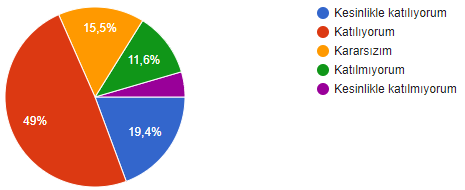 15,5%
11,6%
49%
19,4%
Kesinlikle katılıyorum
Katılıyorum
Kararsızım
Katılmıyorum
Kesinlikle katılmıyorum